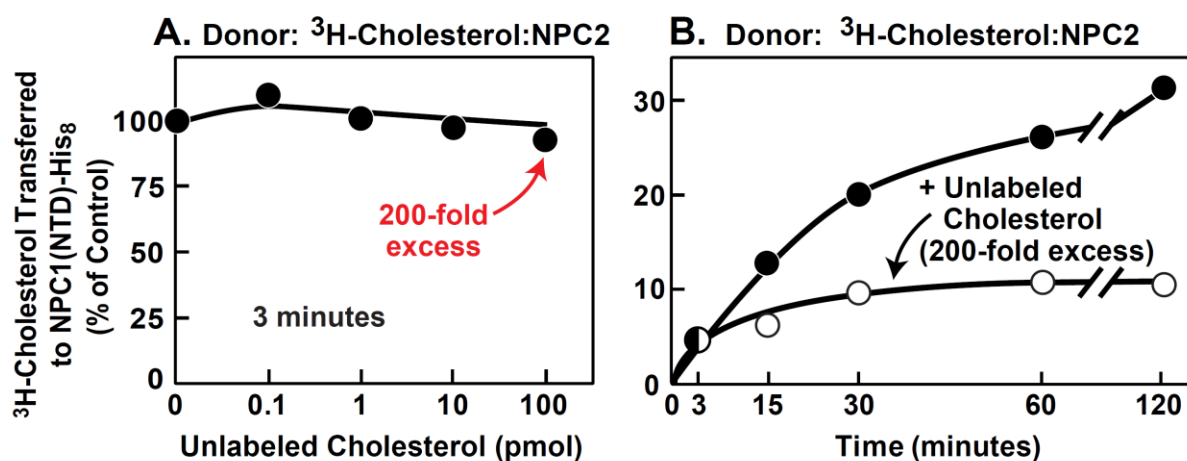 A. Donor: ³H-Cholesterol:NPC2
³H-Cholesterol Transferred
to NPC1(NTD)-His₈
(% of Control)
100
75
50
25
0
200-fold
excess
3 minutes
0 0.1 1 10 100
Unlabeled Cholesterol (pmol)
B. Donor: ³H-Cholesterol:NPC2
30
20
10
0
+ Unlabeled
Cholesterol
(200-fold excess)
0 3 15 30 60 120
Time (minutes)